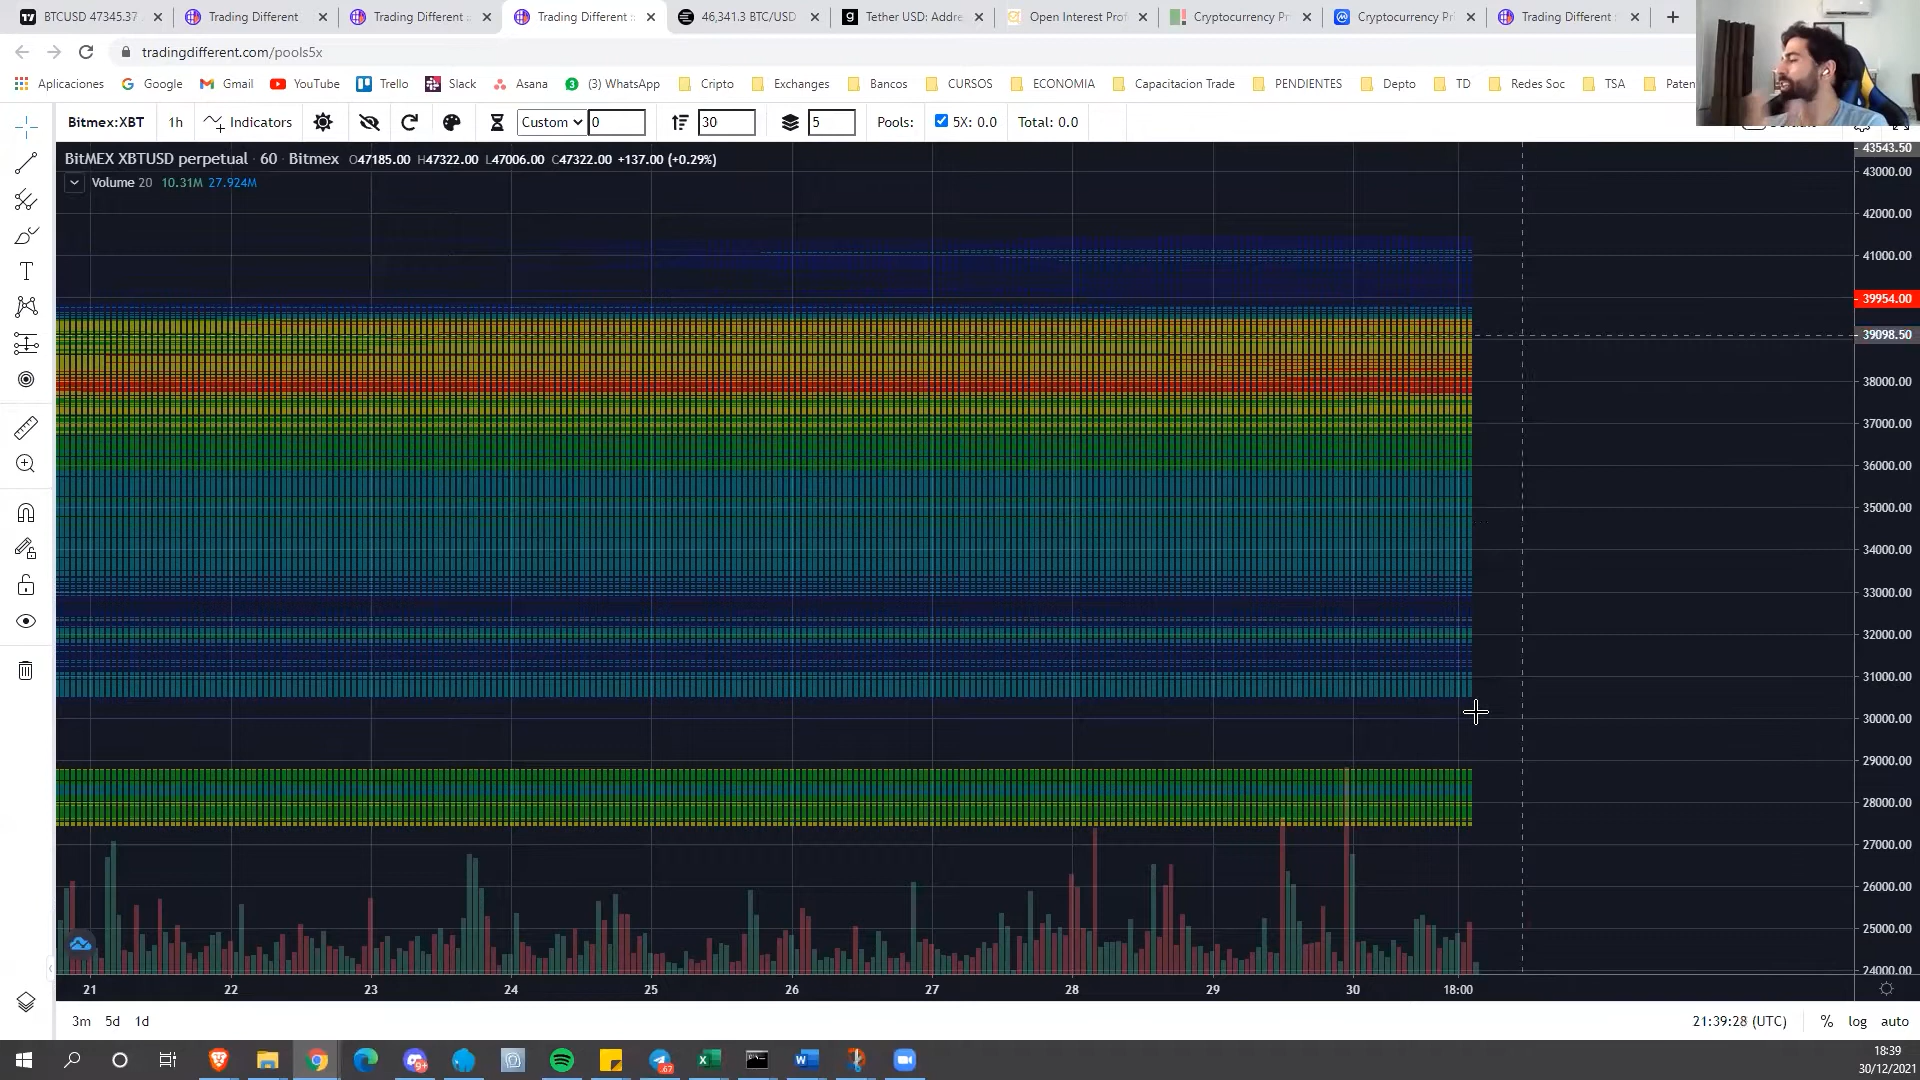 BTCUSD 47345.37
Trading Different
Trading Different
Trading Different
46,341.3 BTC/USD
Tether USD: Addre
Open Interest Prof
Cryptocurrency Pr
Cryptocurrency Pri
Trading Different
tradingdifferent.com/pools5x
Aplicaciones
Google
Gmail
YouTube
Trello
Slack
Asana
(3) WhatsApp
Cripto
Exchanges
Bancos
CURSOS
ECONOMIA
Capacitacion Trade
PENDIENTES
Depto
TD
Redes Soc
TSA
Paten
Bitmex:XBT
1h
Indicators
Custom
0
30
5
Pools:
5X: 0.0
Total: 0.0
BitMEX XBTUSD perpetual · 60 · Bitmex O47185.00 H47322.00 L47006.00 C47322.00 +137.00 (+0.29%)
Volume 20 10.31M 27.924M
43543.50
43000.00
42000.00
41000.00
39954.00
39098.50
38000.00
37000.00
36000.00
35000.00
34000.00
33000.00
32000.00
31000.00
30000.00
29000.00
28000.00
27000.00
26000.00
25000.00
24000.00
21 22 23 24 25 26 27 28 29 30 18:00
3m 5d 1d
21:39:28 (UTC) % log auto
18:39
30/12/2021